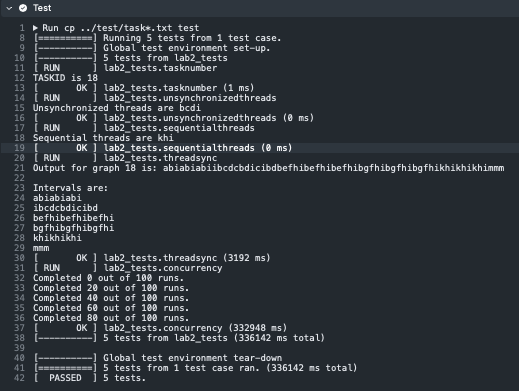 Test
1 ▶ Run cp ../test/task*.txt test
8 [==========] Running 5 tests from 1 test case.
9 [----------] Global test environment set-up.
10 [----------] 5 tests from lab2_tests
11 [ RUN      ] lab2_tests.tasknumber
12 TASKID is 18
13 [       OK ] lab2_tests.tasknumber (1 ms)
14 [ RUN      ] lab2_tests.unsynchronizedthreads
15 Unsynchronized threads are bcdi
16 [       OK ] lab2_tests.unsynchronizedthreads (0 ms)
17 [ RUN      ] lab2_tests.sequentialthreads
18 Sequential threads are khi
19 [       OK ] lab2_tests.sequentialthreads (0 ms)
20 [ RUN      ] lab2_tests.threadsync
21 Output for graph 18 is: abiabiabiibcdcbdicibdbefhibefhibefhibgfhibgfhibgfhikhikhikhimmm
22
23 Intervals are:
24 abiabiabi
25 ibcdcbdicibd
26 befhibefhibefhi
27 bgfhibgfhibgfhi
28 khikhikhi
29 mmm
30 [       OK ] lab2_tests.threadsync (3192 ms)
31 [ RUN      ] lab2_tests.concurrency
32 Completed 0 out of 100 runs.
33 Completed 20 out of 100 runs.
34 Completed 40 out of 100 runs.
35 Completed 60 out of 100 runs.
36 Completed 80 out of 100 runs.
37 [       OK ] lab2_tests.concurrency (332948 ms)
38 [----------] 5 tests from lab2_tests (336142 ms total)
39
40 [----------] Global test environment tear-down
41 [==========] 5 tests from 1 test case ran. (336142 ms total)
42 [  PASSED  ] 5 tests.